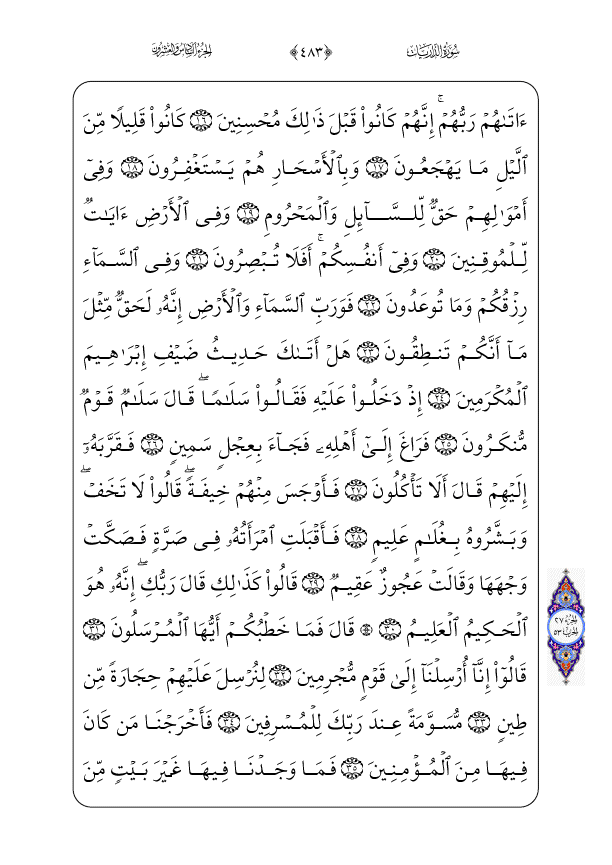 سُورَةُ الذَّارِيَاتِ ﴿٤٨٣﴾ الجُزْءُ السَّادِسُ وَالعِشْرُونَ
ءَاتَىٰهُمۡ رَبُّهُمۡۚ إِنَّهُمۡ كَانُواْ قَبۡلَ ذَٰلِكَ مُحۡسِنِينَ ١٦ كَانُواْ قَلِيلٗا مِّنَ
ٱلَّيۡلِ مَا يَهۡجَعُونَ ١٧ وَبِٱلۡأَسۡحَارِ هُمۡ يَسۡتَغۡفِرُونَ ١٨ وَفِيٓ
أَمۡوَٰلِهِمۡ حَقّٞ لِّلسَّآئِلِ وَٱلۡمَحۡرُومِ ١٩ وَفِي ٱلۡأَرۡضِ ءَايَٰتٞ
لِّلۡمُوقِنِينَ ٢٠ وَفِيٓ أَنفُسِكُمۡۚ أَفَلَا تُبۡصِرُونَ ٢١ وَفِي ٱلسَّمَآءِ
رِزۡقُكُمۡ وَمَا تُوعَدُونَ ٢٢ فَوَرَبِّ ٱلسَّمَآءِ وَٱلۡأَرۡضِ إِنَّهُۥ لَحَقّٞ مِّثۡلَ
مَآ أَنَّكُمۡ تَنطِقُونَ ٢٣ هَلۡ أَتَىٰكَ حَدِيثُ ضَيۡفِ إِبۡرَٰهِيمَ
ٱلۡمُكۡرَمِينَ ٢٤ إِذۡ دَخَلُواْ عَلَيۡهِ فَقَالُواْ سَلَٰمٗاۖ قَالَ سَلَٰمٞ قَوۡمٞ
مُّنكَرُونَ ٢٥ فَرَاغَ إِلَىٰٓ أَهۡلِهِۦ فَجَآءَ بِعِجۡلٖ سَمِينٖ ٢٦ فَقَرَّبَهُۥٓ
إِلَيۡهِمۡ قَالَ أَلَا تَأۡكُلُونَ ٢٧ فَأَوۡجَسَ مِنۡهُمۡ خِيفَةٗۖ قَالُواْ لَا تَخَفۡۖ
وَبَشَّرُوهُ بِغُلَٰمٍ عَلِيمٖ ٢٨ فَأَقۡبَلَتِ ٱمۡرَأَتُهُۥ فِي صَرَّةٖ فَصَكَّتۡ
وَجۡهَهَا وَقَالَتۡ عَجُوزٌ عَقِيمٞ ٢٩ قَالُواْ كَذَٰلِكِ قَالَ رَبُّكِۖ إِنَّهُۥ هُوَ
ٱلۡحَكِيمُ ٱلۡعَلِيمُ ٣٠ ۞ قَالَ فَمَا خَطۡبُكُمۡ أَيُّهَا ٱلۡمُرۡسَلُونَ ٣١
قَالُوٓاْ إِنَّآ أُرۡسِلۡنَآ إِلَىٰ قَوۡمٖ مُّجۡرِمِينَ ٣٢ لِنُرۡسِلَ عَلَيۡهِمۡ حِجَارَةٗ مِّن
طِينٖ ٣٣ مُّسَوَّمَةً عِندَ رَبِّكَ لِلۡمُسۡرِفِينَ ٣٤ فَأَخۡرَجۡنَا مَن كَانَ
فِيهَا مِنَ ٱلۡمُؤۡمِنِينَ ٣٥ فَمَا وَجَدۡنَا فِيهَا غَيۡرَ بَيۡتٖ مِّنَ
الجزء ٢٧
الحزب ٥٣